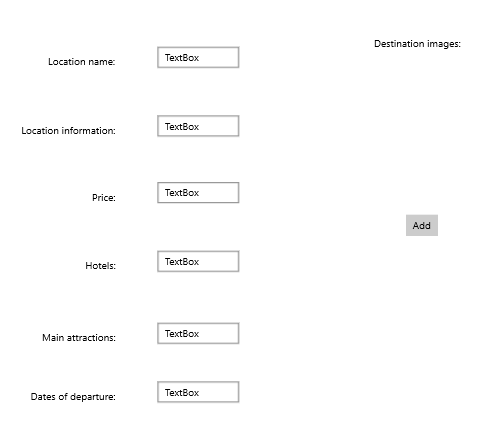 Destination images:
Location name: TextBox
Location information: TextBox
Price: TextBox
Add
Hotels: TextBox
Main attractions: TextBox
Dates of departure: TextBox